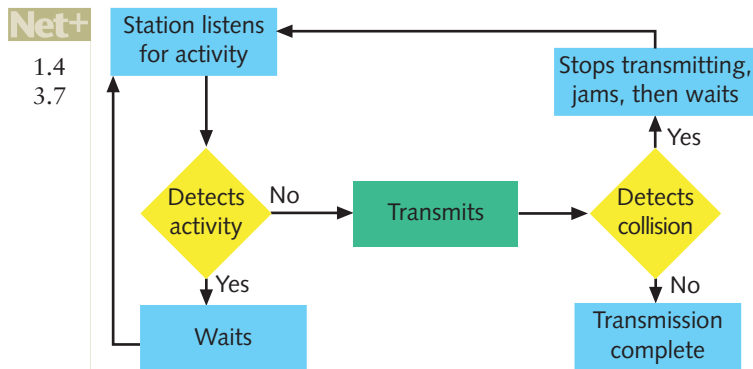 Net+
1.4
3.7
Station listens
for activity
Detects
activity
No
Yes
Waits
Transmits
Detects
collision
Yes
Stops transmitting,
jams, then waits
No
Transmission
complete